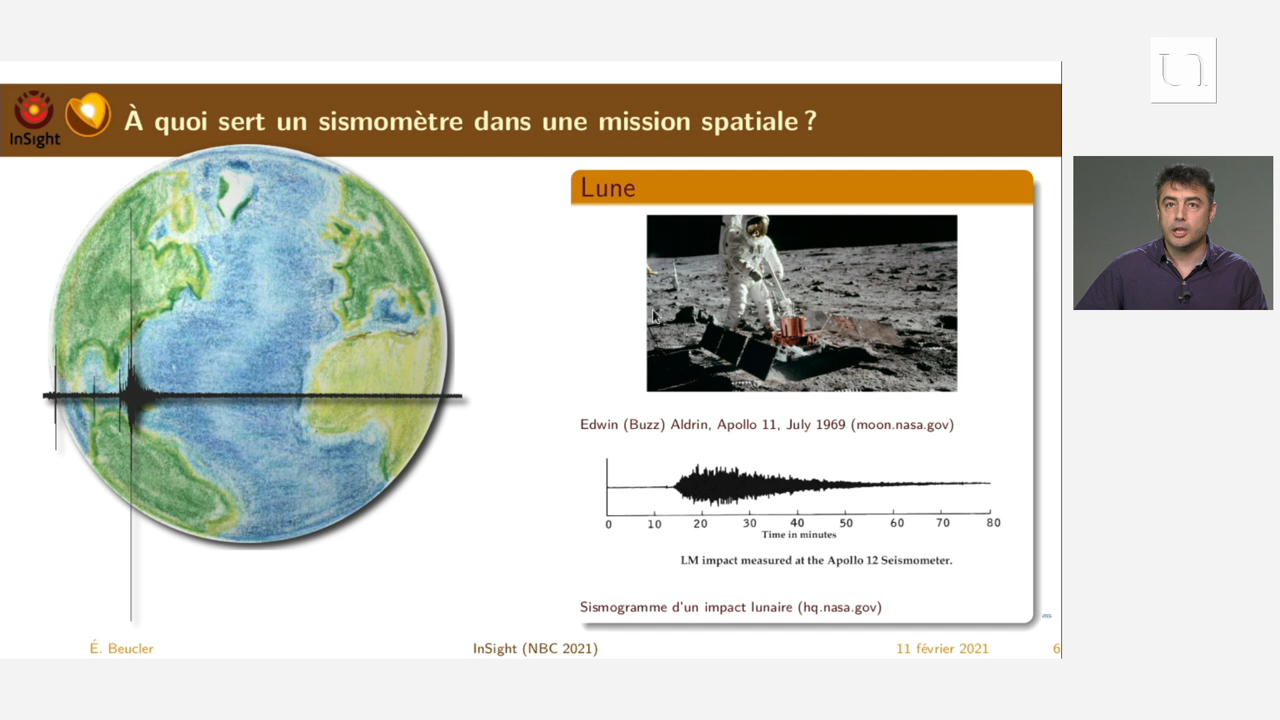 InSight
À quoi sert un sismomètre dans une mission spatiale ?
Lune
Edwin (Buzz) Aldrin, Apollo 11, July 1969 (moon.nasa.gov)
0 10 20 30 40 50 60 70 80
Time in minutes
LM impact measured at the Apollo 12 Seismometer.
Sismogramme d'un impact lunaire (hq.nasa.gov)
É. Beucler
InSight (NBC 2021)
11 février 2021
6